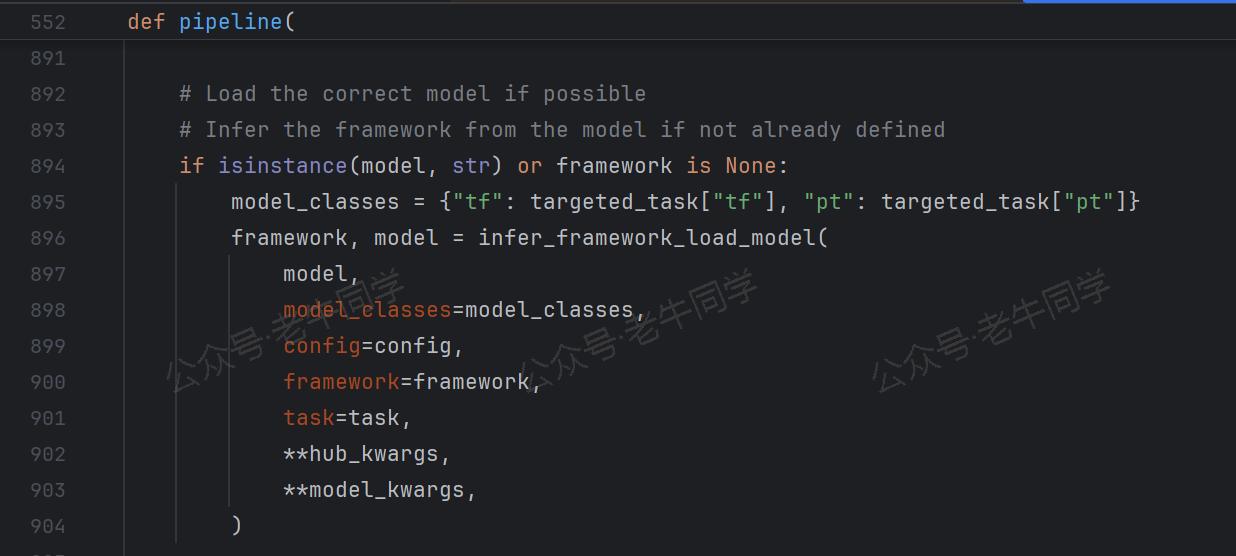 552 def pipeline(
891
892 # Load the correct model if possible
893 # Infer the framework from the model if not already defined
894 if isinstance(model, str) or framework is None:
895 model_classes = {"tf": targeted_task["tf"], "pt": targeted_task["pt"]}
896 framework, model = infer_framework_load_model(
897 model,
898 model_classes=model_classes,
899 config=config,
900 framework=framework,
901 task=task,
902 **hub_kwargs,
903 **model_kwargs,
904 )
公众号·老牛同学
公众号·老牛同学
公众号·老牛同学